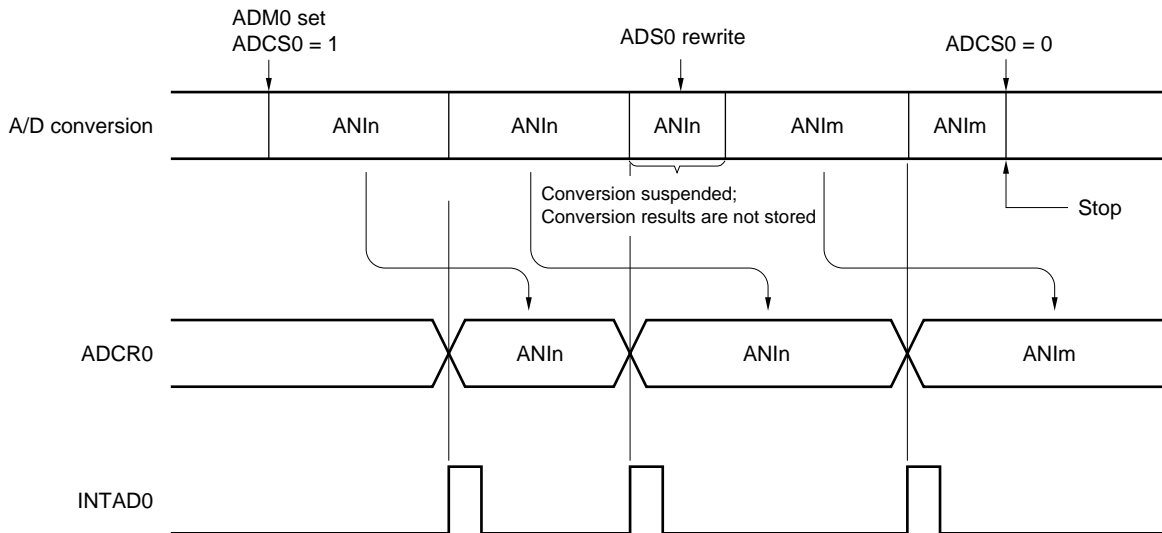 ADM0 set
ADCS0 = 1
ADS0 rewrite
ADCS0 = 0
A/D conversion
ANIn
ANIn
ANIn
ANIm
ANIm
Conversion suspended;
Conversion results are not stored
Stop
ADCR0
ANIn
ANIn
ANIm
INTAD0